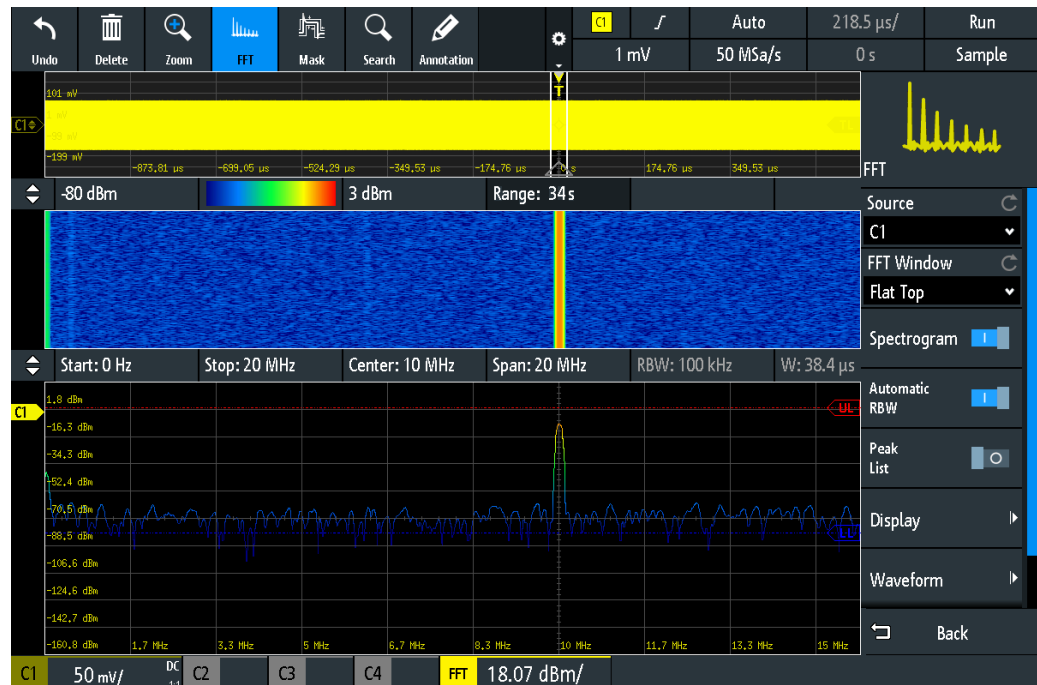 C1 Auto 218.5 µs/ Run
Undo Delete Zoom FFT Mask Search Annotation 1 mV 50 MSa/s 0 s Sample
101 mV
C1
T
-199 mV
-873,81 µs -699,05 µs -524,29 µs -349,53 µs -174,76 µs 0 s 174,76 µs 349,53 µs
FFT
-80 dBm 3 dBm Range: 34 s
Source
C1
FFT Window
Flat Top
Spectrogram
Start: 0 Hz Stop: 20 MHz Center: 10 MHz Span: 20 MHz RBW: 100 kHz W: 38.4 µs
Automatic
RBW
1,8 dBm
C1 UL
-16,3 dBm
-34,3 dBm
Peak
List
-52,4 dBm
-70,5 dBm
Display
-88,5 dBm LL
-106,6 dBm
-124,6 dBm
Waveform
-142,7 dBm
Back
-160,8 dBm 1,7 MHz 3,3 MHz 5 MHz 6,7 MHz 8,3 MHz 10 MHz 11,7 MHz 13,3 MHz 15 MHz
C1 50 mV/ DC C2 C3 C4 FFT 18.07 dBm/